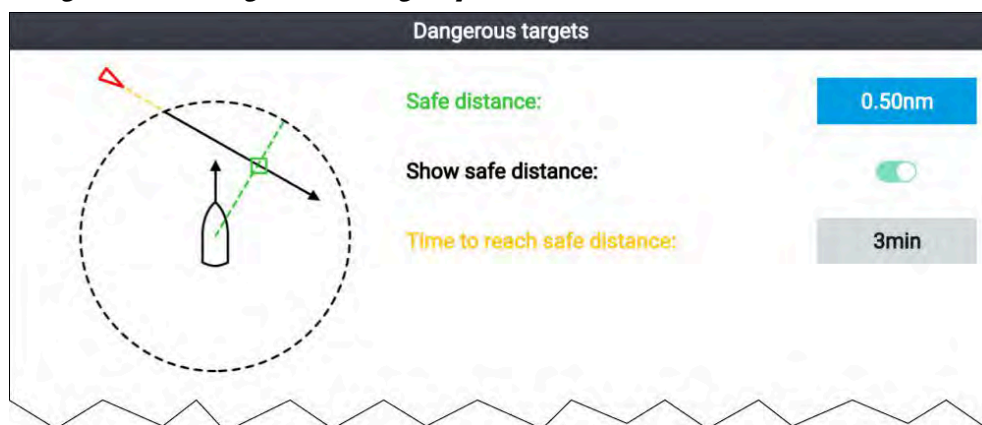 Dangerous targets
Safe distance:
0.50nm
Show safe distance:
Time to reach safe distance:
3min